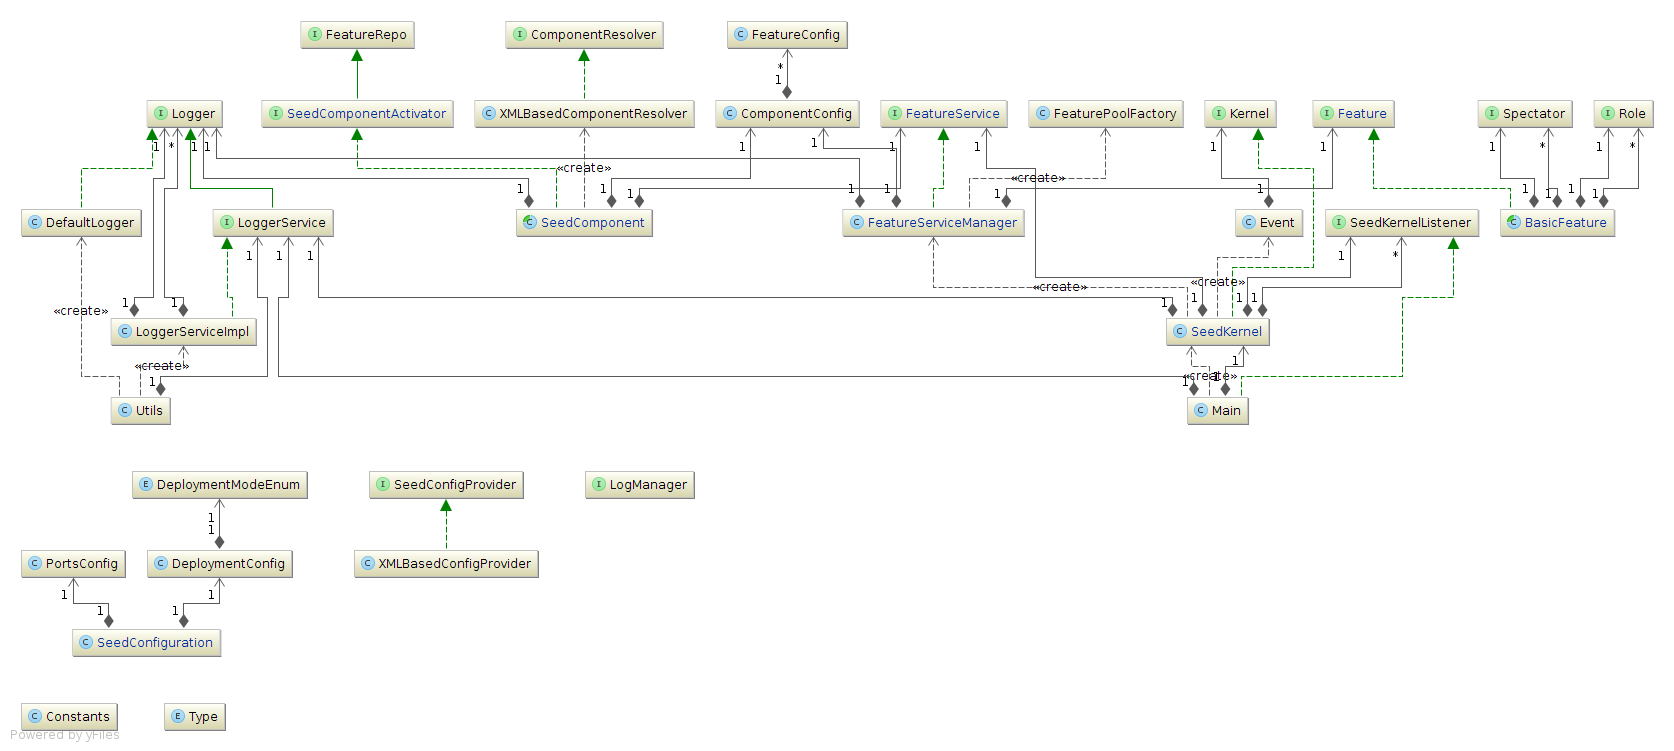 I FeatureRepo
I ComponentResolver
C FeatureConfig
*
1
I Logger
I SeedComponentActivator
C XMLBasedComponentResolver
C ComponentConfig
I FeatureService
C FeaturePoolFactory
I Kernel
I Feature
I Spectator
I Role
1 * 1 1
1 1 1 1
1 1
1 * 1 *
«create»
«create»
1 1 1 1 1 1 1
1 1 1 1
C DefaultLogger
I LoggerService
C SeedComponent
C FeatureServiceManager
C Event
I SeedKernelListener
C BasicFeature
1 1 1
1 *
«create»
«create»
1 1
1 1 1 1
«create»
C LoggerServiceImpl
C SeedKernel
«create»
1
«create»
1
1 1
C Utils
C Main
E DeploymentModeEnum
I SeedConfigProvider
I LogManager
1
1
C PortsConfig
C DeploymentConfig
C XMLBasedConfigProvider
1 1
1 1
C SeedConfiguration
C Constants
E Type
Powered by yFiles